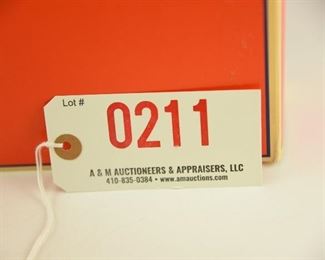 Lot #
0211
A & M AUCTIONEERS & APPRAISERS, LLC
410-835-0384 • www.amauctions.com